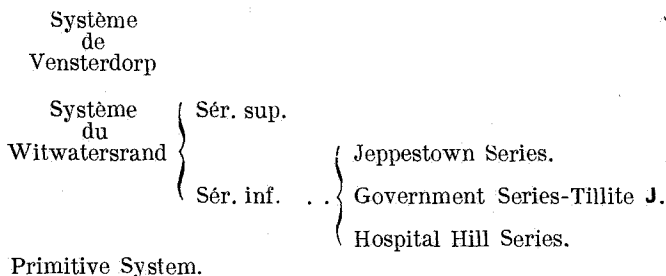 Système
de
Vensterdorp
Système
du
Witwatersrand
Sér. sup.
Sér. inf. . .
Jeppestown Series.
Government Series-Tillite J.
Hospital Hill Series.
Primitive System.